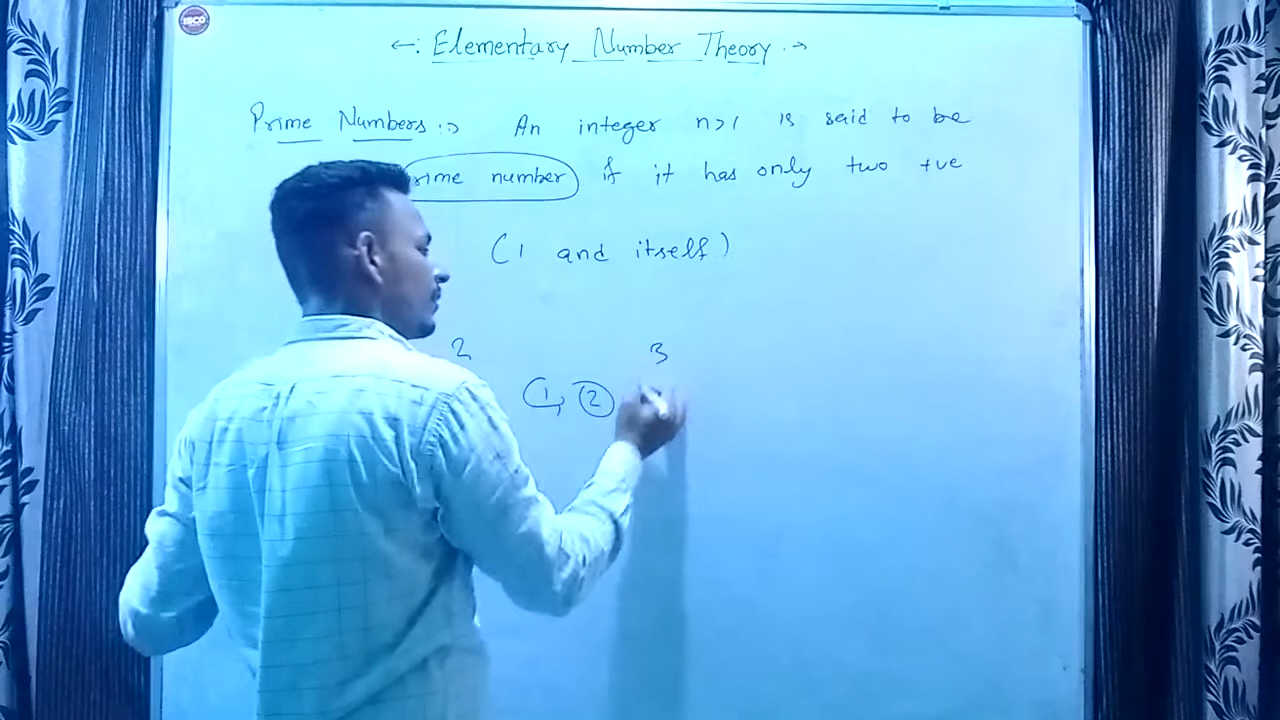 ISCO
←: Elementary Number Theory :→
Prime Numbers :→ An integer n>1 is said to be
rime number if it has only two +ve
(1 and itself)
2 3
1, 2